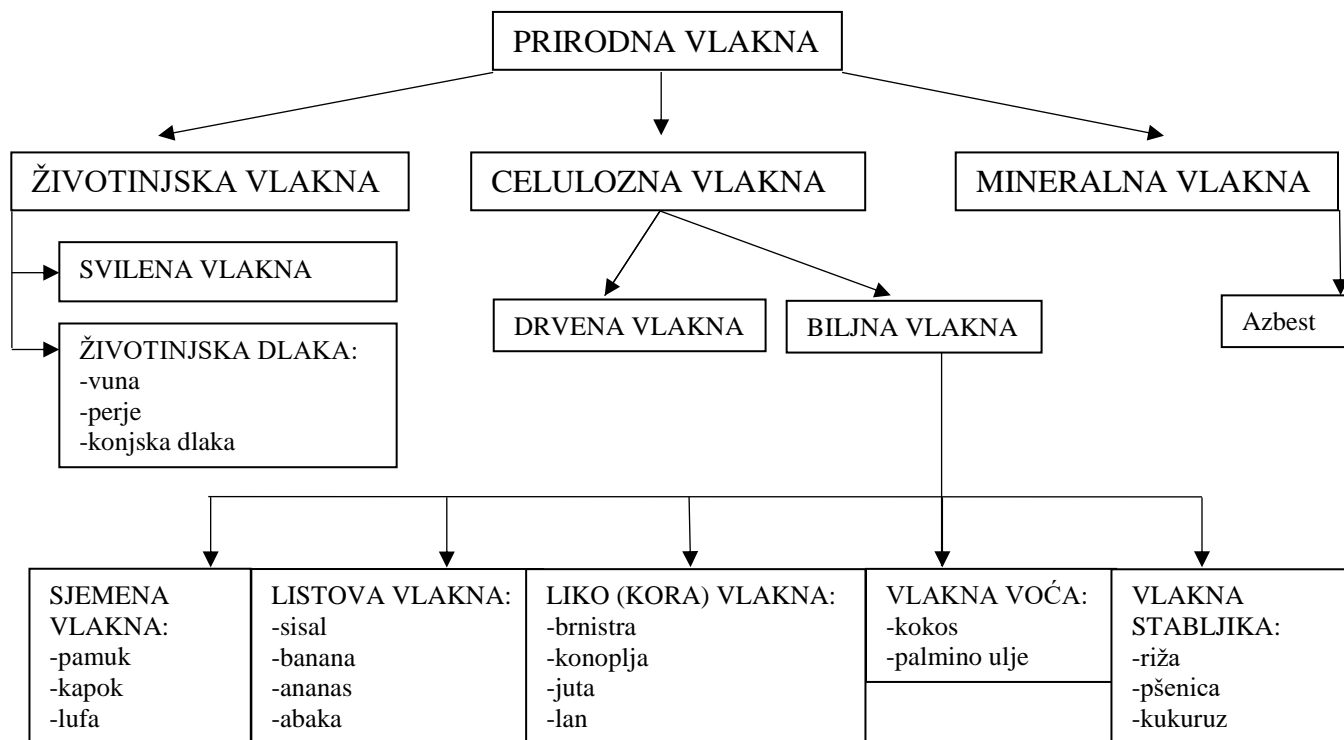 PRIRODNA VLAKNA
ŽIVOTINJSKA VLAKNA
CELULOZNA VLAKNA
MINERALNA VLAKNA
SVILENA VLAKNA
ŽIVOTINJSKA DLAKA:
-vuna
-perje
-konjska dlaka
DRVENA VLAKNA
BILJNA VLAKNA
Azbest
SJEMENA
VLAKNA:
-pamuk
-kapok
-lufa
LISTOVA VLAKNA:
-sisal
-banana
-ananas
-abaka
LIKO (KORA) VLAKNA:
-brnistra
-konoplja
-juta
-lan
VLAKNA VOĆA:
-kokos
-palmino ulje
VLAKNA
STABLJIKA:
-riža
-pšenica
-kukuruz